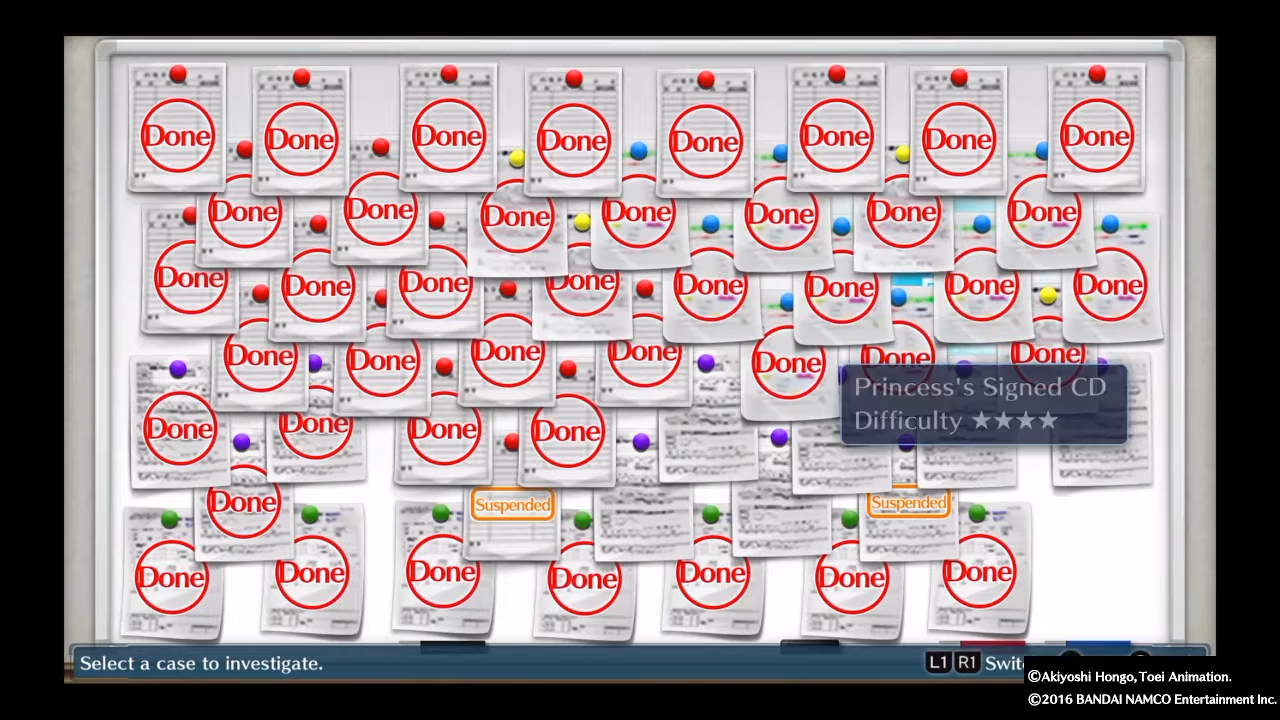 Done Done Done Done Done Done Done Done
Done Done Done Done Done Done Done
Done Done Done Done Done Done Done Done
Done Done Done Done Done Done Done
Princess's Signed CD
Difficulty ★★★★
Done Done Done Done
Done Suspended Suspended
Done Done Done Done Done Done Done
Select a case to investigate.
L1 R1
©Akiyoshi Hongo, Toei Animation.
©2016 BANDAI NAMCO Entertainment Inc.